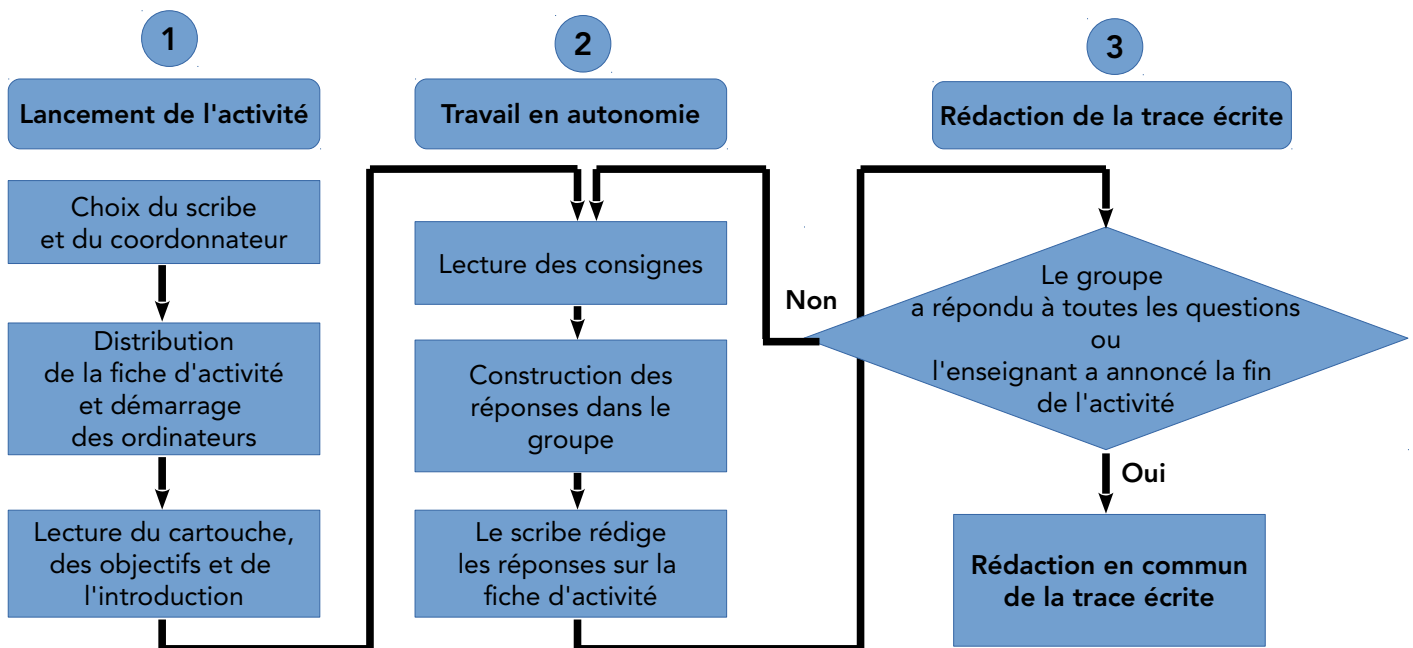 1
Lancement de l'activité
Choix du scribe
et du coordonnateur
Distribution
de la fiche d'activité
et démarrage
des ordinateurs
Lecture du cartouche,
des objectifs et de
l'introduction
2
Travail en autonomie
Lecture des consignes
Construction des
réponses dans le
groupe
Le scribe rédige
les réponses sur la
fiche d'activité
3
Rédaction de la trace écrite
Le groupe
a répondu à toutes les questions
ou
l'enseignant a annoncé la fin
de l'activité
Non
Oui
Rédaction en commun
de la trace écrite